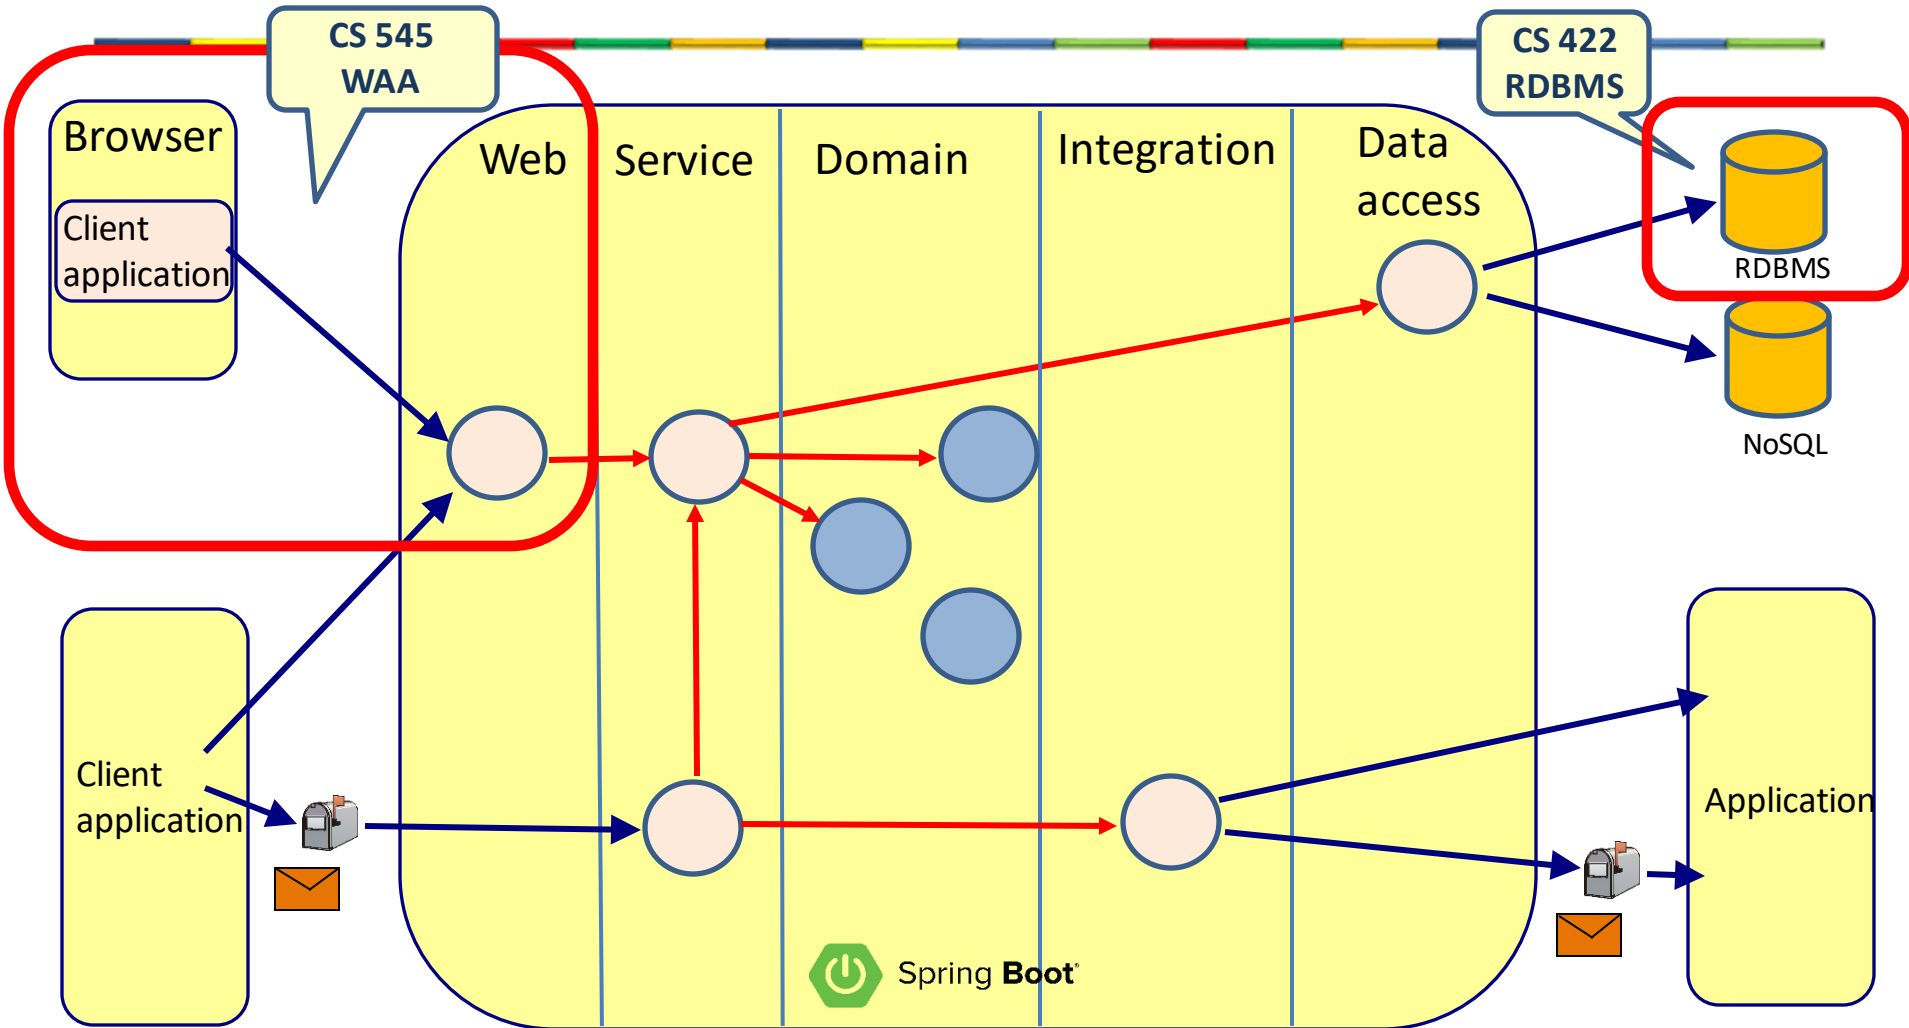 CS 545
WAA
CS 422
RDBMS
Browser
Client
application
Web
Service
Domain
Integration
Data
access
RDBMS
NoSQL
Client
application
Application
Spring Boot